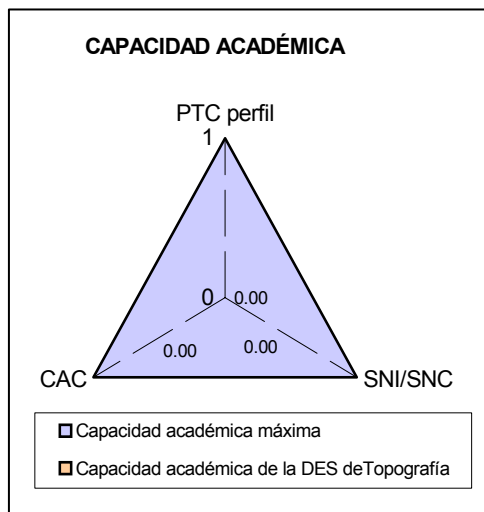 CAPACIDAD ACADÉMICA
PTC perfil
1
0 0.00
0.00 0.00
CAC SNI/SNC
Capacidad académica máxima
Capacidad académica de la DES deTopografía